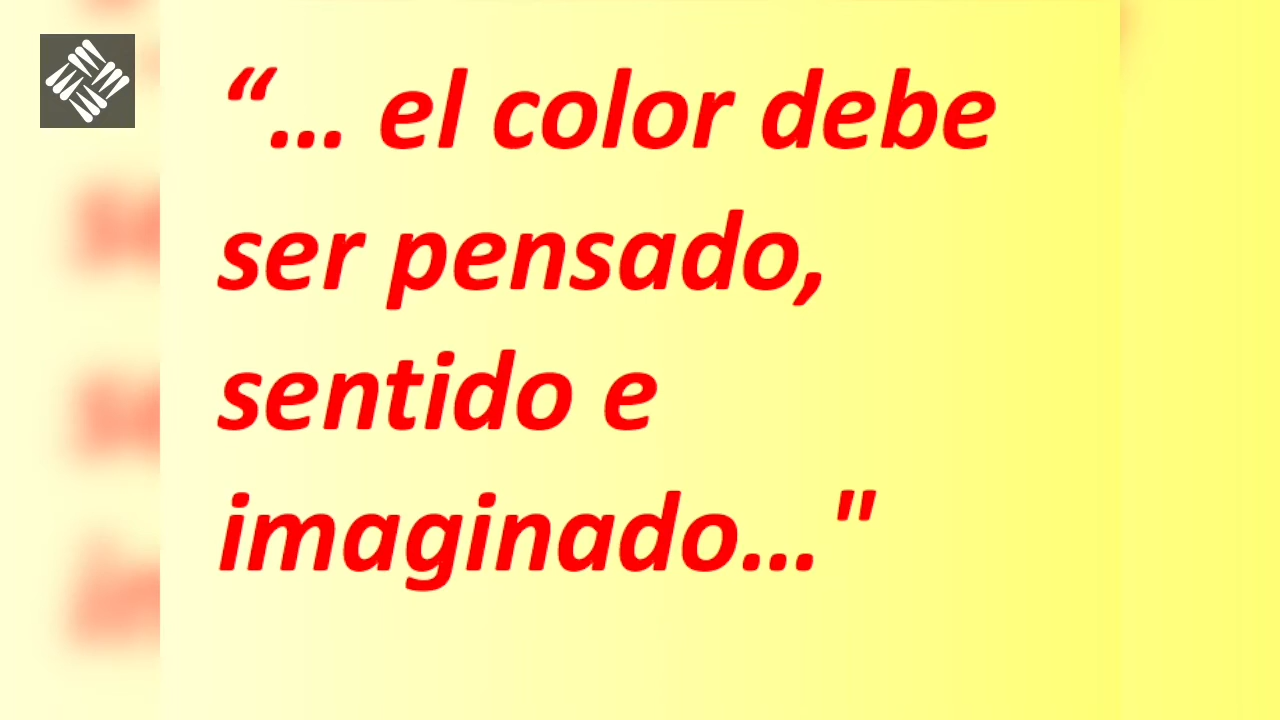 “... el color debe
ser pensado,
sentido e
imaginado..."